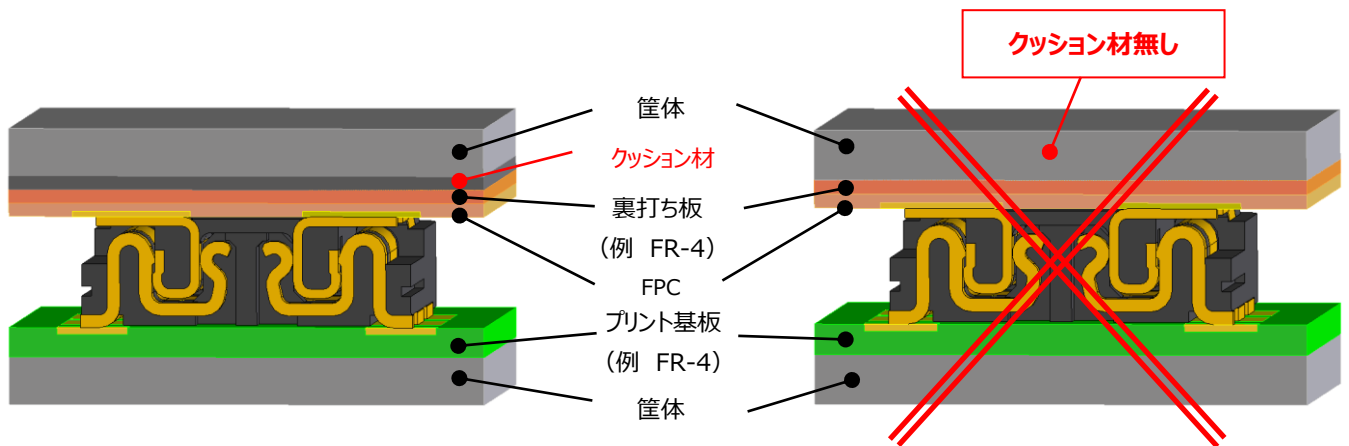 クッション材無し
筐体
クッション材
裏打ち板
（例 FR-4）
FPC
プリント基板
（例 FR-4）
筐体